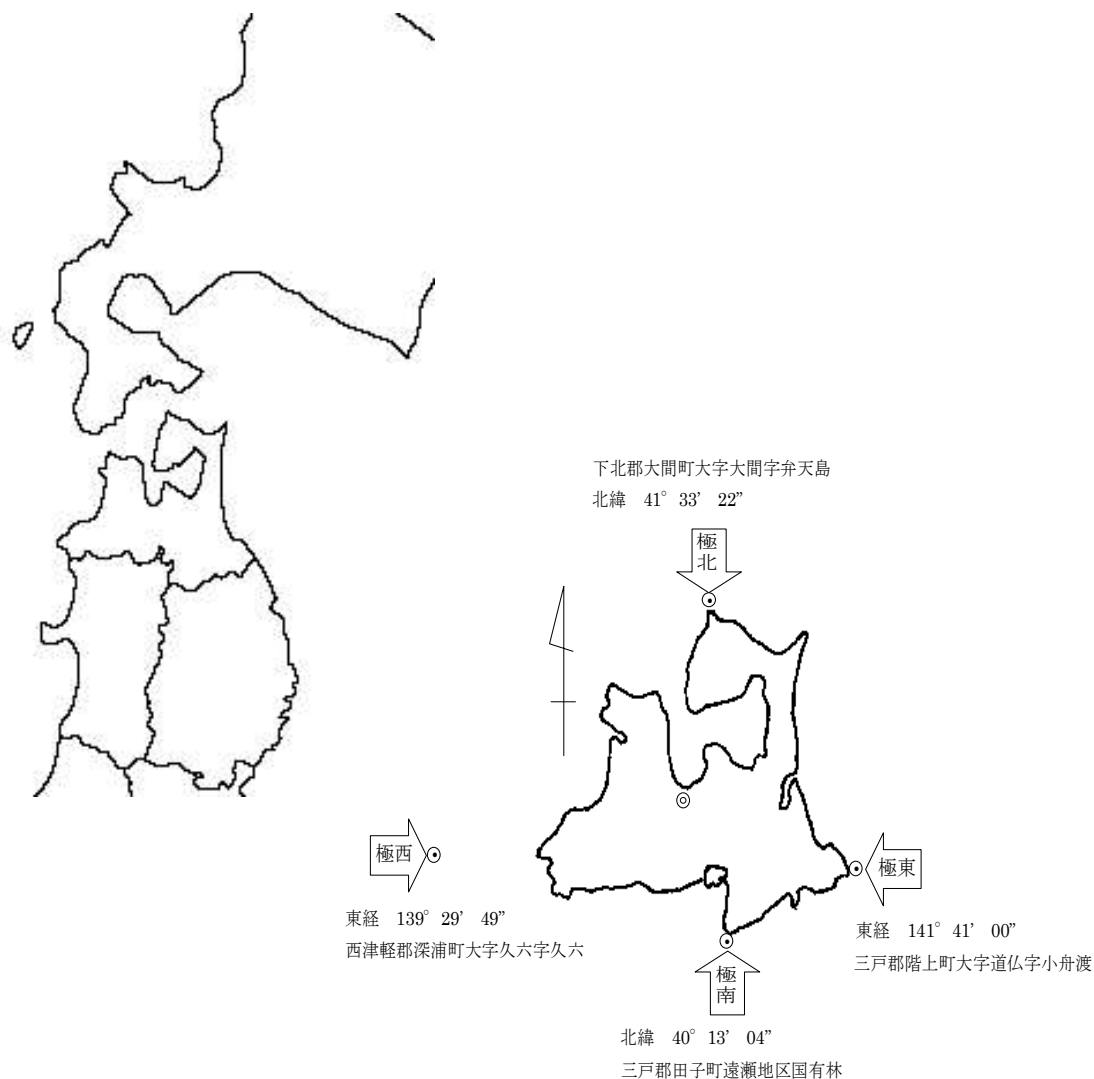 下北郡大間町大字大間字弁天島
北緯 41° 33’ 22”
極北
極西
東経 139° 29’ 49”
西津軽郡深浦町大字久六字久六
極東
東経 141° 41’ 00”
三戸郡階上町大字道仏字小舟渡
極南
北緯 40° 13’ 04”
三戸郡田子町遠瀬地区国有林